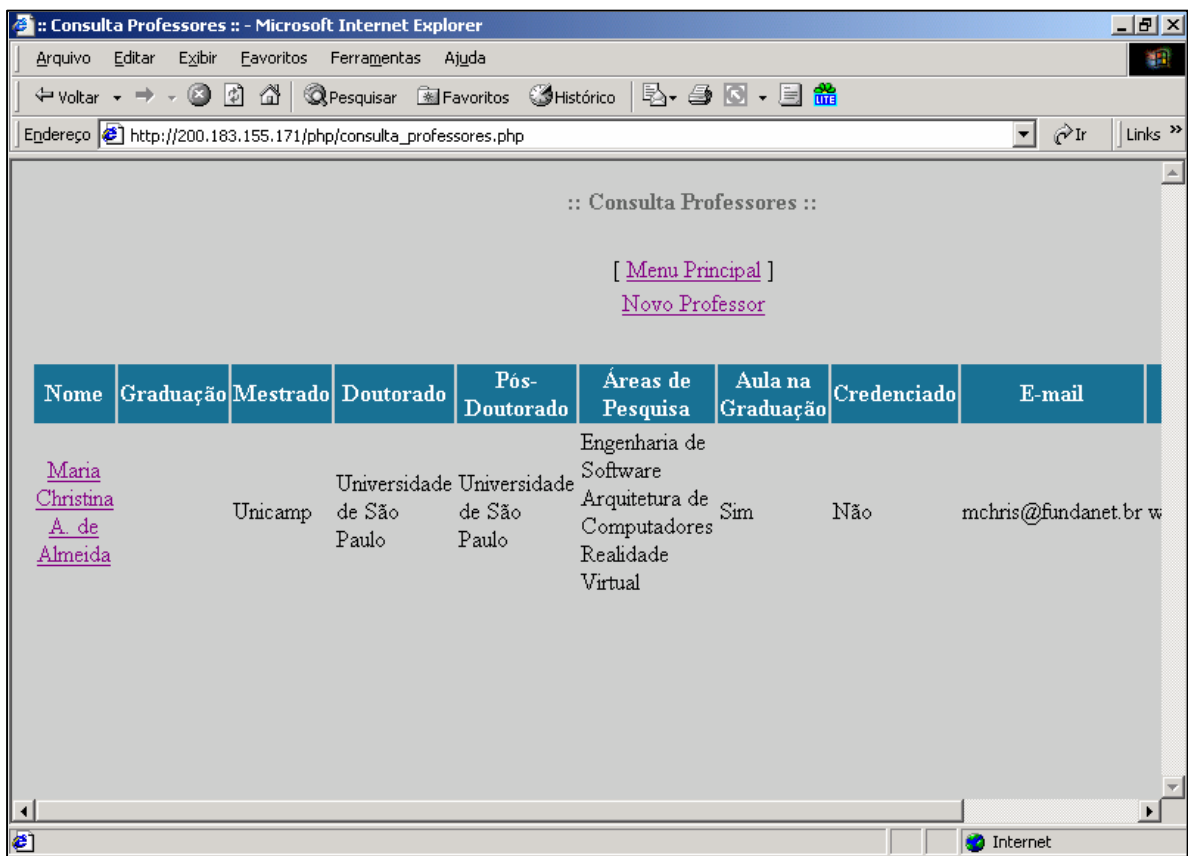 :: Consulta Professores :: - Microsoft Internet Explorer
Arquivo Editar Exibir Favoritos Ferramentas Ajuda
Voltar Pesquisar Favoritos Histórico LITE
Endereço http://200.183.155.171/php/consulta_professores.php Ir Links »
:: Consulta Professores ::
[ Menu Principal ]
Novo Professor
Nome Graduação Mestrado Doutorado Pós-Doutorado Áreas de Pesquisa Aula na Graduação Credenciado E-mail
Maria
Christina
A. de
Almeida
Unicamp
Universidade
de São
Paulo
Universidade
de São
Paulo
Engenharia de
Software
Arquitetura de
Computadores
Realidade
Virtual
Sim
Não
mchris@fundanet.br w
Internet